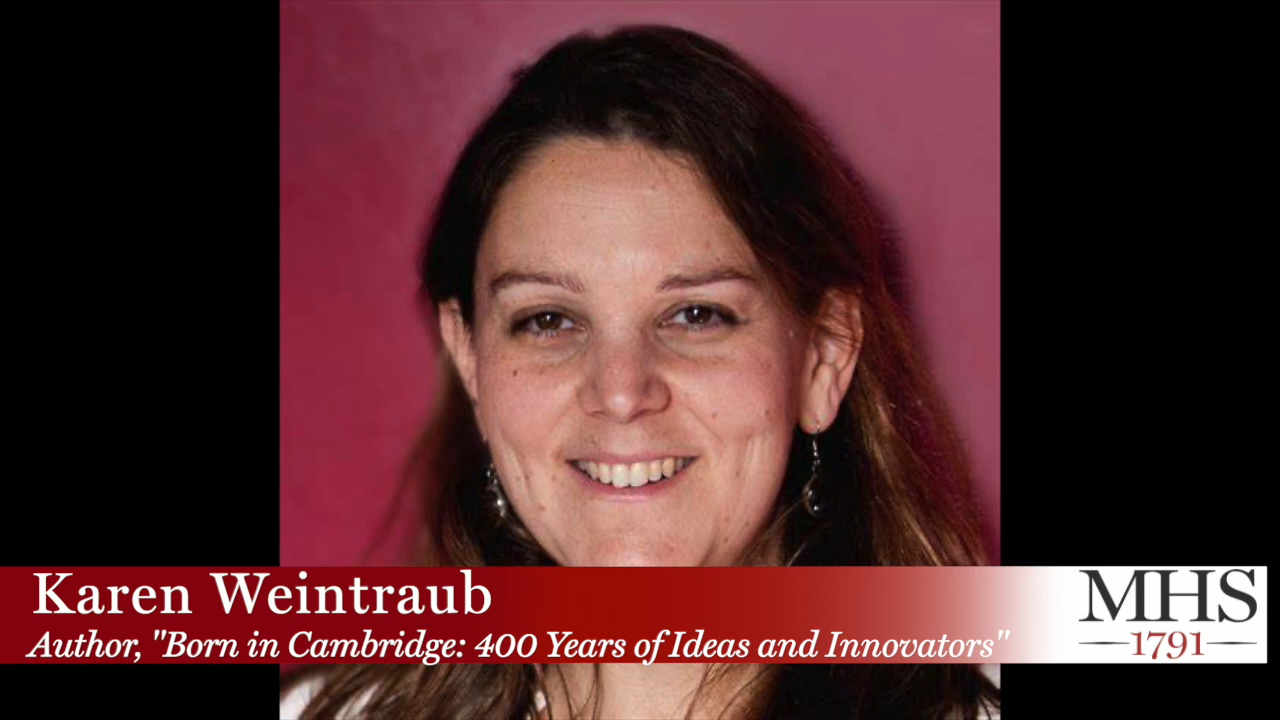 Karen Weintraub
Author, "Born in Cambridge: 400 Years of Ideas and Innovators"
MHS
1791